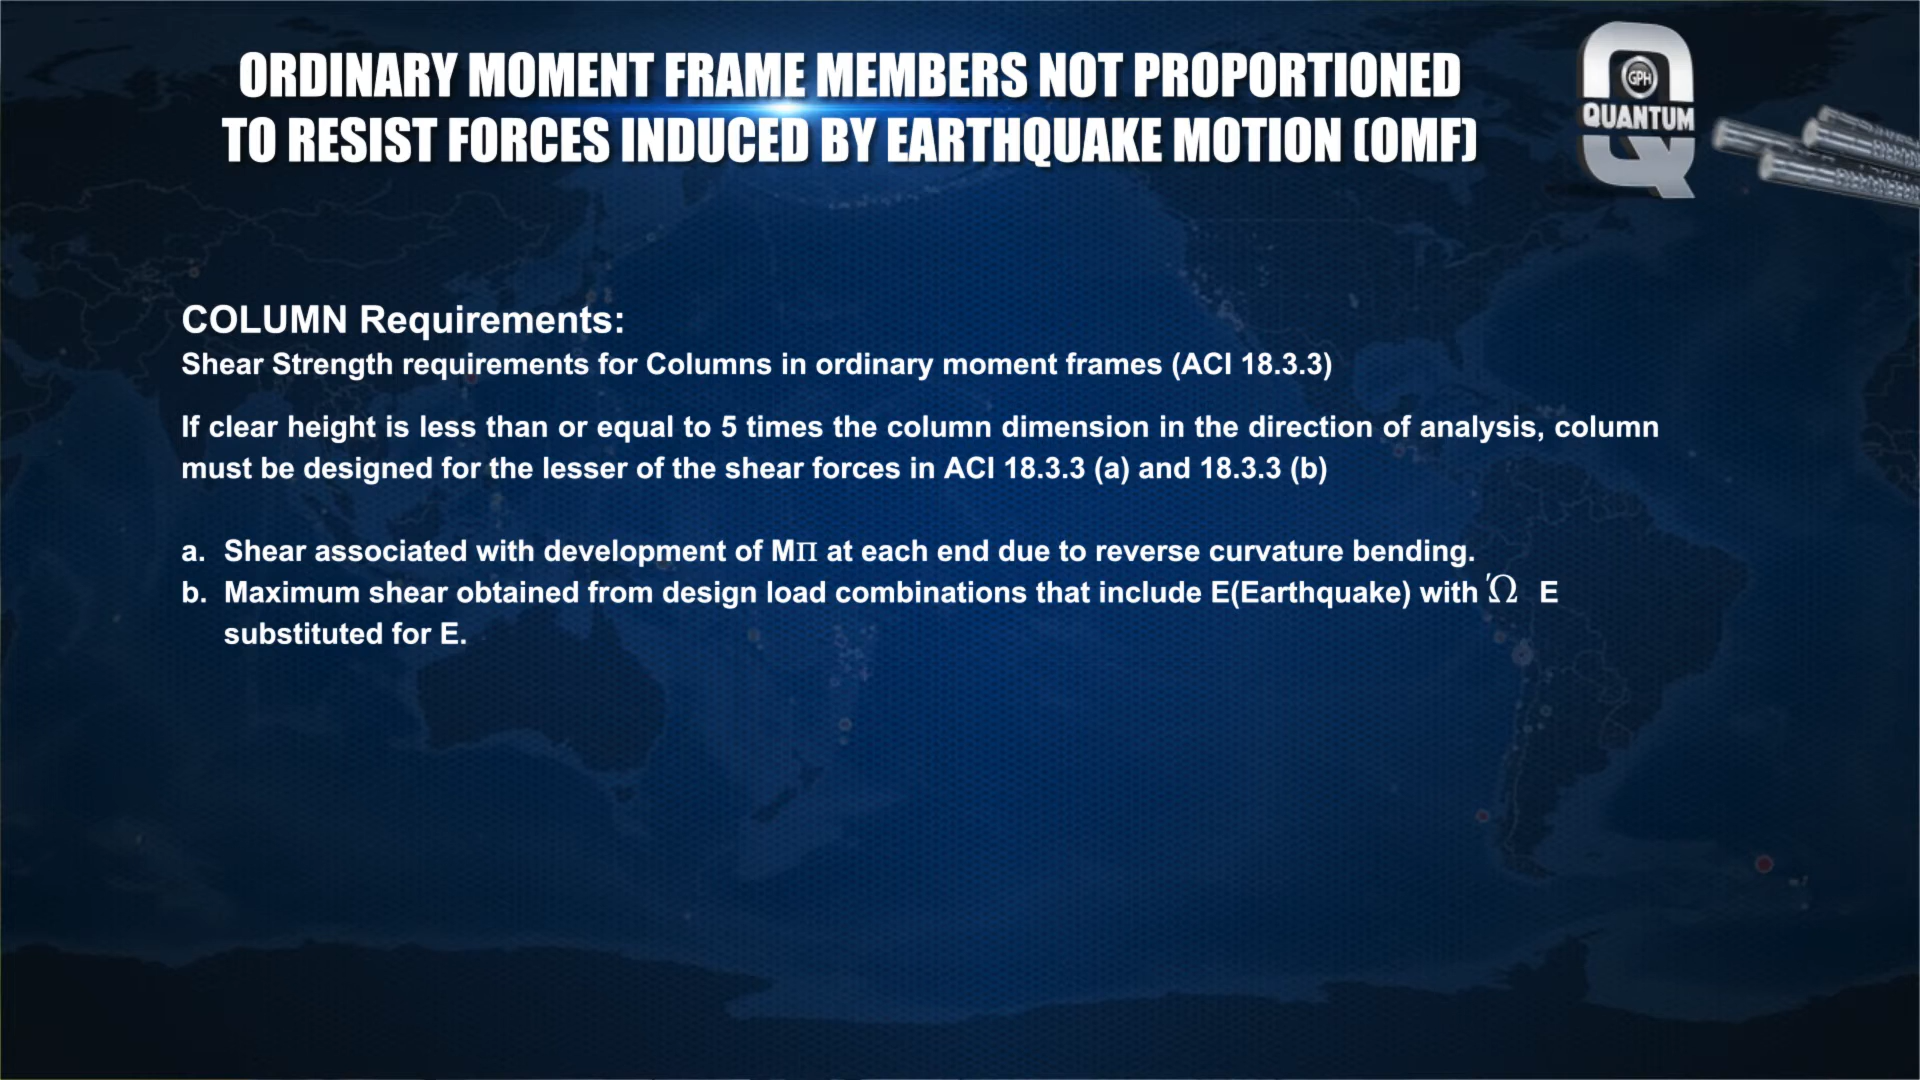 ORDINARY MOMENT FRAME MEMBERS NOT PROPORTIONED
TO RESIST FORCES INDUCED BY EARTHQUAKE MOTION (OMF)
GPH
QUANTUM
COLUMN Requirements:
Shear Strength requirements for Columns in ordinary moment frames (ACI 18.3.3)
If clear height is less than or equal to 5 times the column dimension in the direction of analysis, column
must be designed for the lesser of the shear forces in ACI 18.3.3 (a) and 18.3.3 (b)
a. Shear associated with development of Mπ at each end due to reverse curvature bending.
b. Maximum shear obtained from design load combinations that include E(Earthquake) with Ώ E
substituted for E.